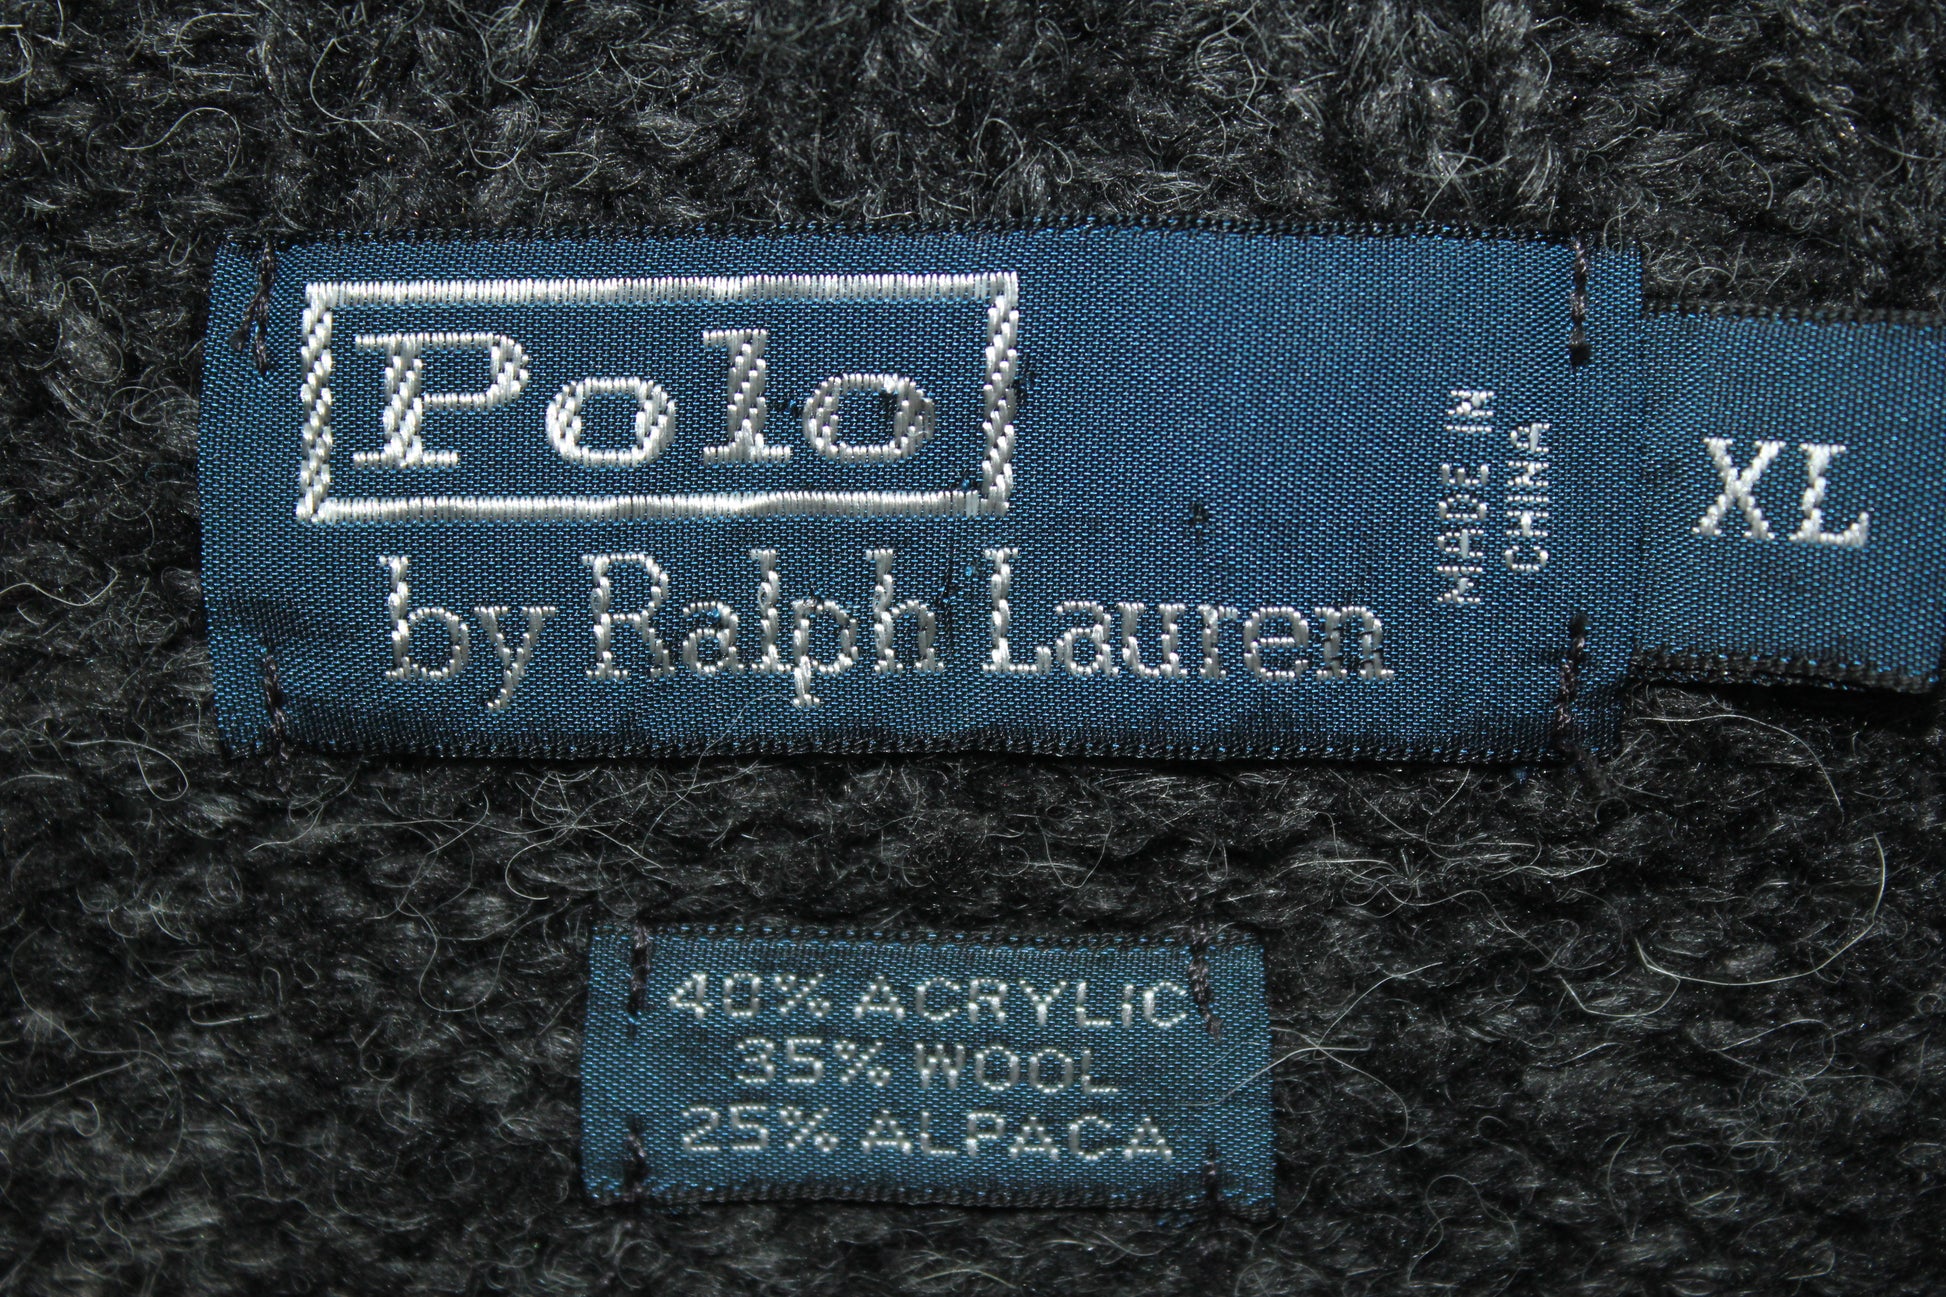 Polo
by Ralph Lauren
MADE IN
CHINA
XL
40% ACRYLIC
35% WOOL
25% ALPACA